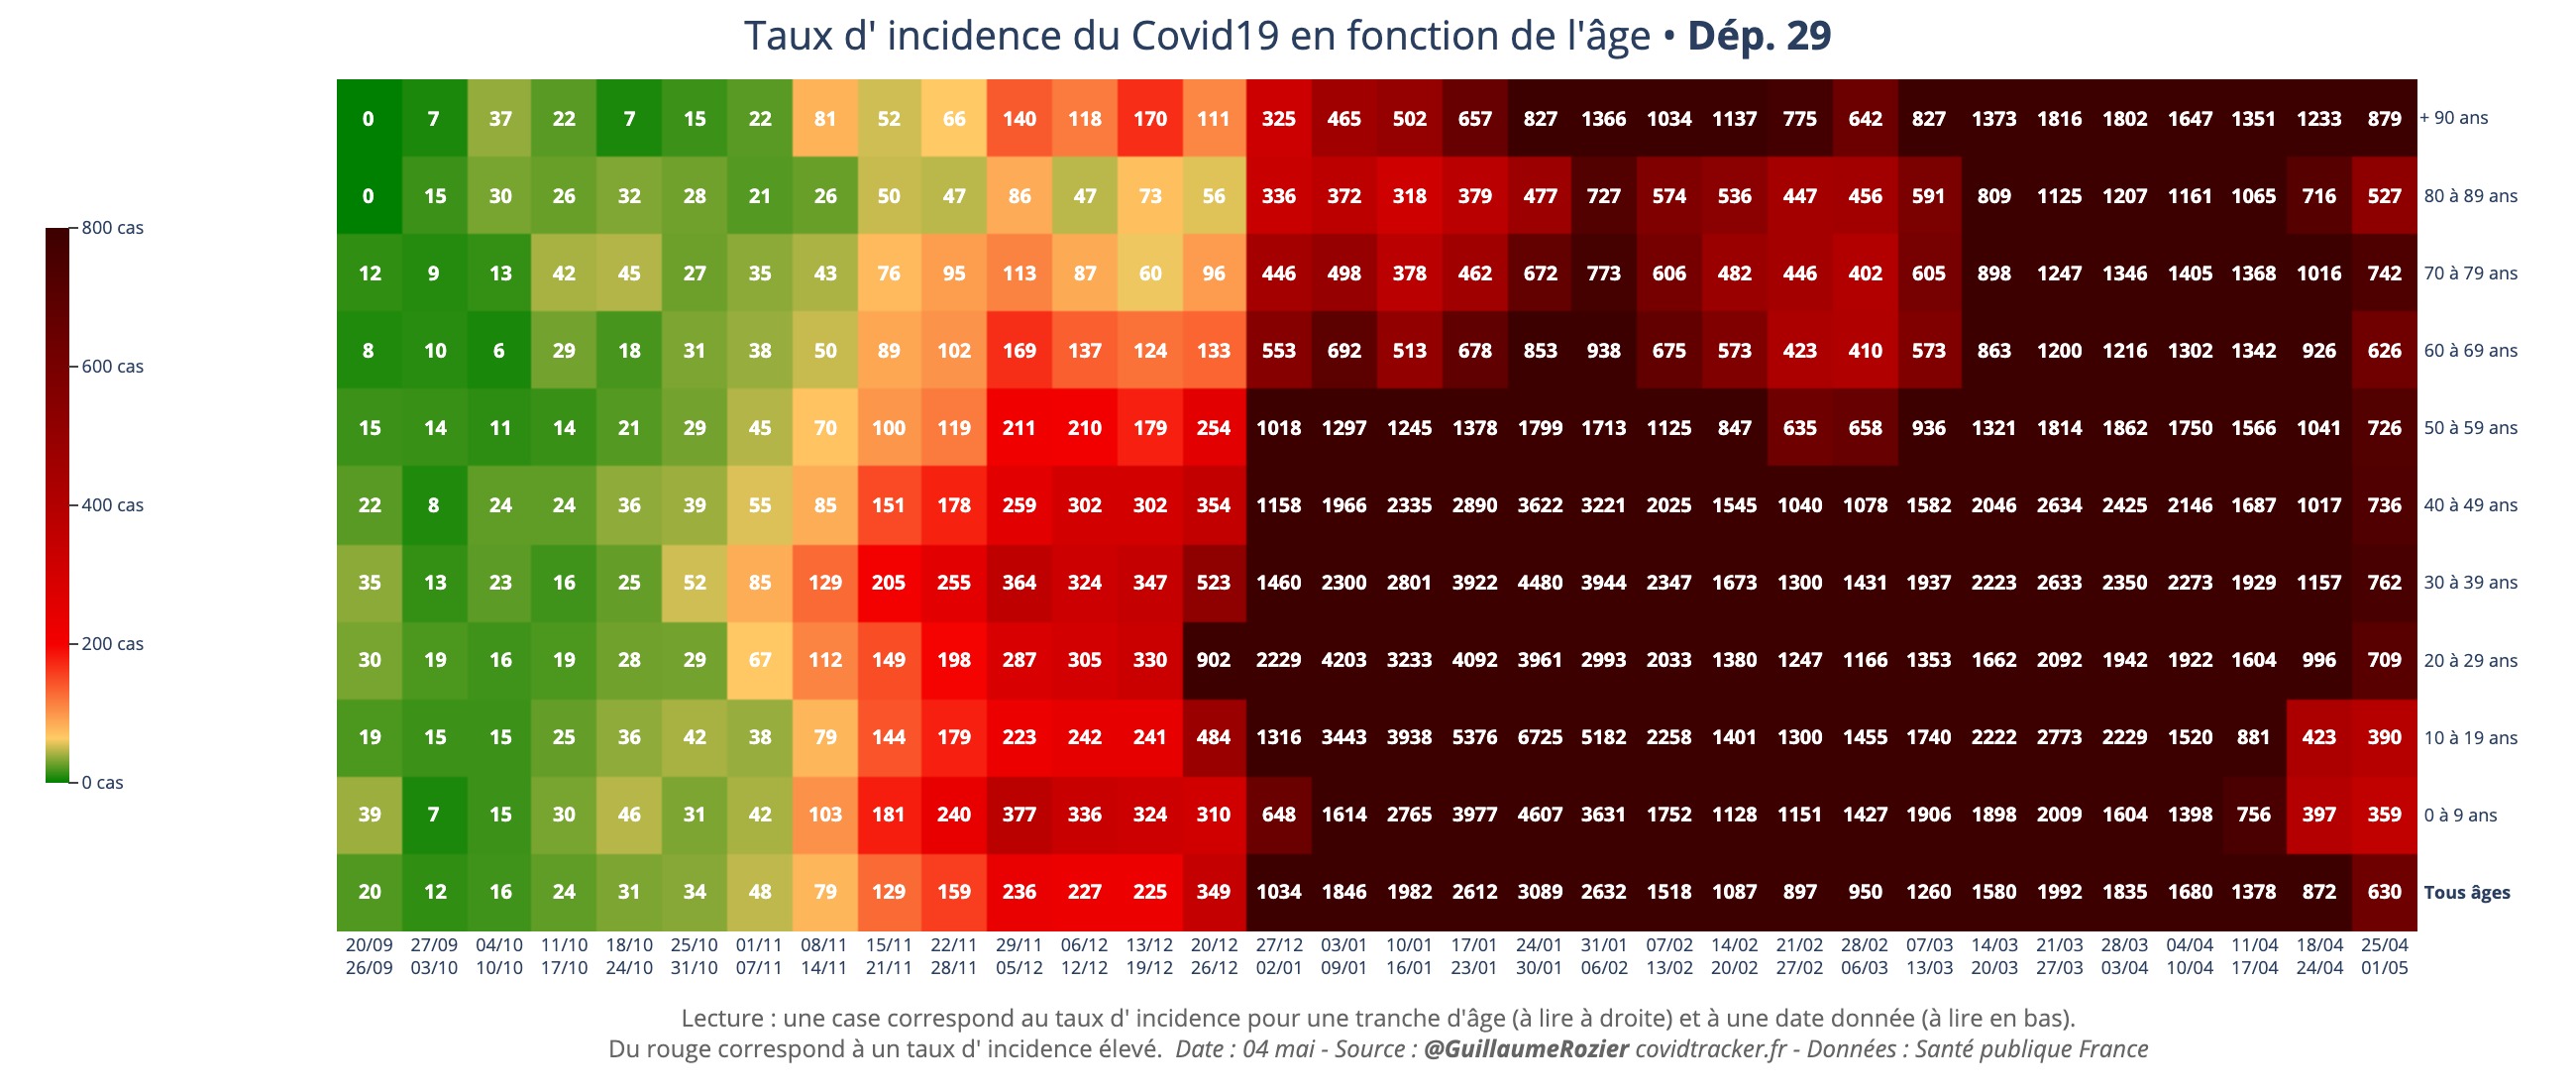 Taux d' incidence du Covid19 en fonction de l'âge • Dép. 29
800 cas
600 cas
400 cas
200 cas
0 cas
0 7 37 22 7 15 22 81 52 66 140 118 170 111 325 465 502 657 827 1366 1034 1137 775 642 827 1373 1816 1802 1647 1351 1233 879 + 90 ans
0 15 30 26 32 28 21 26 50 47 86 47 73 56 336 372 318 379 477 727 574 536 447 456 591 809 1125 1207 1161 1065 716 527 80 à 89 ans
12 9 13 42 45 27 35 43 76 95 113 87 60 96 446 498 378 462 672 773 606 482 446 402 605 898 1247 1346 1405 1368 1016 742 70 à 79 ans
8 10 6 29 18 31 38 50 89 102 169 137 124 133 553 692 513 678 853 938 675 573 423 410 573 863 1200 1216 1302 1342 926 626 60 à 69 ans
15 14 11 14 21 29 45 70 100 119 211 210 179 254 1018 1297 1245 1378 1799 1713 1125 847 635 658 936 1321 1814 1862 1750 1566 1041 726 50 à 59 ans
22 8 24 24 36 39 55 85 151 178 259 302 302 354 1158 1966 2335 2890 3622 3221 2025 1545 1040 1078 1582 2046 2634 2425 2146 1687 1017 736 40 à 49 ans
35 13 23 16 25 52 85 129 205 255 364 324 347 523 1460 2300 2801 3922 4480 3944 2347 1673 1300 1431 1937 2223 2633 2350 2273 1929 1157 762 30 à 39 ans
30 19 16 19 28 29 67 112 149 198 287 305 330 902 2229 4203 3233 4092 3961 2993 2033 1380 1247 1166 1353 1662 2092 1942 1922 1604 996 709 20 à 29 ans
19 15 15 25 36 42 38 79 144 179 223 242 241 484 1316 3443 3938 5376 6725 5182 2258 1401 1300 1455 1740 2222 2773 2229 1520 881 423 390 10 à 19 ans
39 7 15 30 46 31 42 103 181 240 377 336 324 310 648 1614 2765 3977 4607 3631 1752 1128 1151 1427 1906 1898 2009 1604 1398 756 397 359 0 à 9 ans
20 12 16 24 31 34 48 79 129 159 236 227 225 349 1034 1846 1982 2612 3089 2632 1518 1087 897 950 1260 1580 1992 1835 1680 1378 872 630 Tous âges
20/09 27/09 04/10 11/10 18/10 25/10 01/11 08/11 15/11 22/11 29/11 06/12 13/12 20/12 27/12 03/01 10/01 17/01 24/01 31/01 07/02 14/02 21/02 28/02 07/03 14/03 21/03 28/03 04/04 11/04 18/04 25/04
26/09 03/10 10/10 17/10 24/10 31/10 07/11 14/11 21/11 28/11 05/12 12/12 19/12 26/12 02/01 09/01 16/01 23/01 30/01 06/02 13/02 20/02 27/02 06/03 13/03 20/03 27/03 03/04 10/04 17/04 24/04 01/05
Lecture : une case correspond au taux d' incidence pour une tranche d'âge (à lire à droite) et à une date donnée (à lire en bas).
Du rouge correspond à un taux d' incidence élevé. Date : 04 mai - Source : @GuillaumeRozier covidtracker.fr - Données : Santé publique France